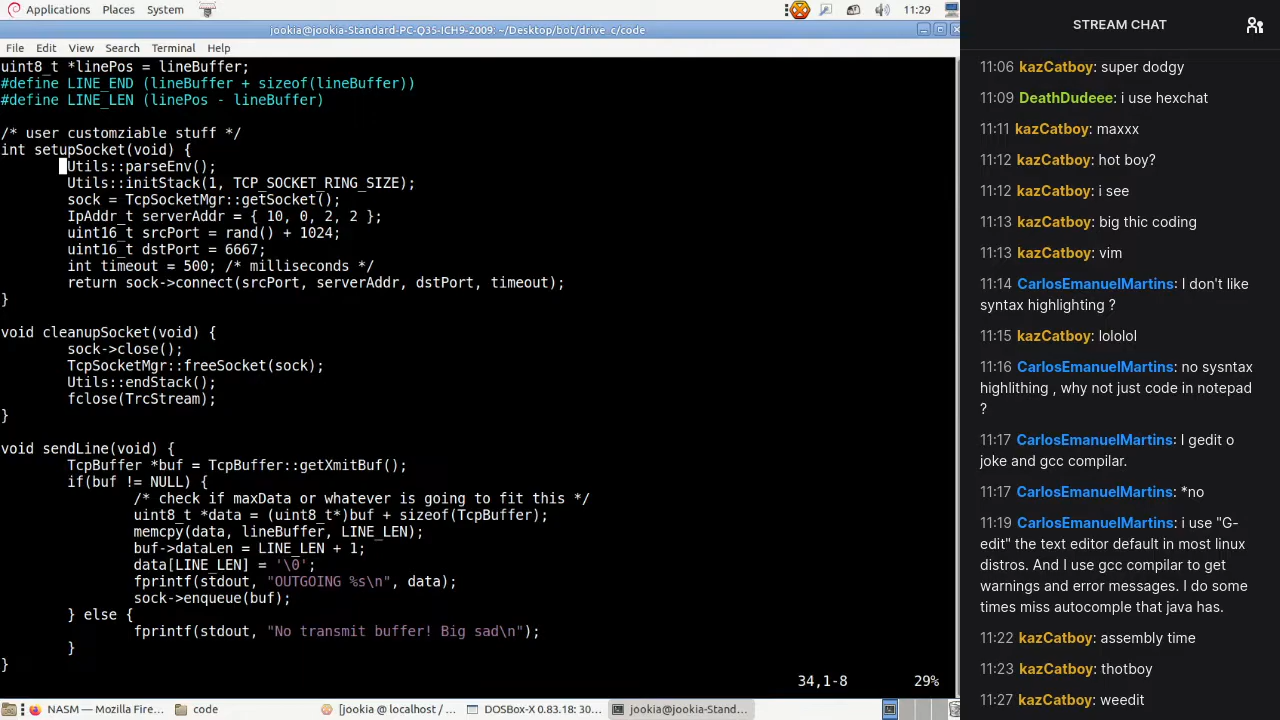 Applications Places System 11:29
jookia@jookia-Standard-PC-Q35-ICH9-2009: ~/Desktop/bot/drive_c/code
File Edit View Search Terminal Help
uint8_t *linePos = lineBuffer;
#define LINE_END (lineBuffer + sizeof(lineBuffer))
#define LINE_LEN (linePos - lineBuffer)
/* user customziable stuff */
int setupSocket(void) {
Utils::parseEnv();
Utils::initStack(1, TCP_SOCKET_RING_SIZE);
sock = TcpSocketMgr::getSocket();
IpAddr_t serverAddr = { 10, 0, 2, 2 };
uint16_t srcPort = rand() + 1024;
uint16_t dstPort = 6667;
int timeout = 500; /* milliseconds */
return sock->connect(srcPort, serverAddr, dstPort, timeout);
}
void cleanupSocket(void) {
sock->close();
TcpSocketMgr::freeSocket(sock);
Utils::endStack();
fclose(TrcStream);
}
void sendLine(void) {
TcpBuffer *buf = TcpBuffer::getXmitBuf();
if(buf != NULL) {
/* check if maxData or whatever is going to fit this */
uint8_t *data = (uint8_t*)buf + sizeof(TcpBuffer);
memcpy(data, lineBuffer, LINE_LEN);
buf->dataLen = LINE_LEN + 1;
data[LINE_LEN] = '\0';
fprintf(stdout, "OUTGOING %s\n", data);
sock->enqueue(buf);
} else {
fprintf(stdout, "No transmit buffer! Big sad\n");
}
}
34,1-8 29%
NASM — Mozilla Fire... code [jookia @ localhost / ... DOSBox-X 0.83.18: 30... jookia@jookia-Stand...
STREAM CHAT
11:06 kazCatboy: super dodgy
11:09 DeathDudeee: i use hexchat
11:11 kazCatboy: maxxx
11:12 kazCatboy: hot boy?
11:12 kazCatboy: i see
11:13 kazCatboy: big thic coding
11:13 kazCatboy: vim
11:14 CarlosEmanuelMartins: I don't like
syntax highlighting ?
11:15 kazCatboy: lololol
11:16 CarlosEmanuelMartins: no sysntax
highlithing , why not just code in notepad
?
11:17 CarlosEmanuelMartins: I gedit o
joke and gcc compilar.
11:17 CarlosEmanuelMartins: *no
11:19 CarlosEmanuelMartins: i use "G-
edit" the text editor default in most linux
distros. And I use gcc compilar to get
warnings and error messages. I do some
times miss autocomple that java has.
11:22 kazCatboy: assembly time
11:23 kazCatboy: thotboy
11:27 kazCatboy: weedit